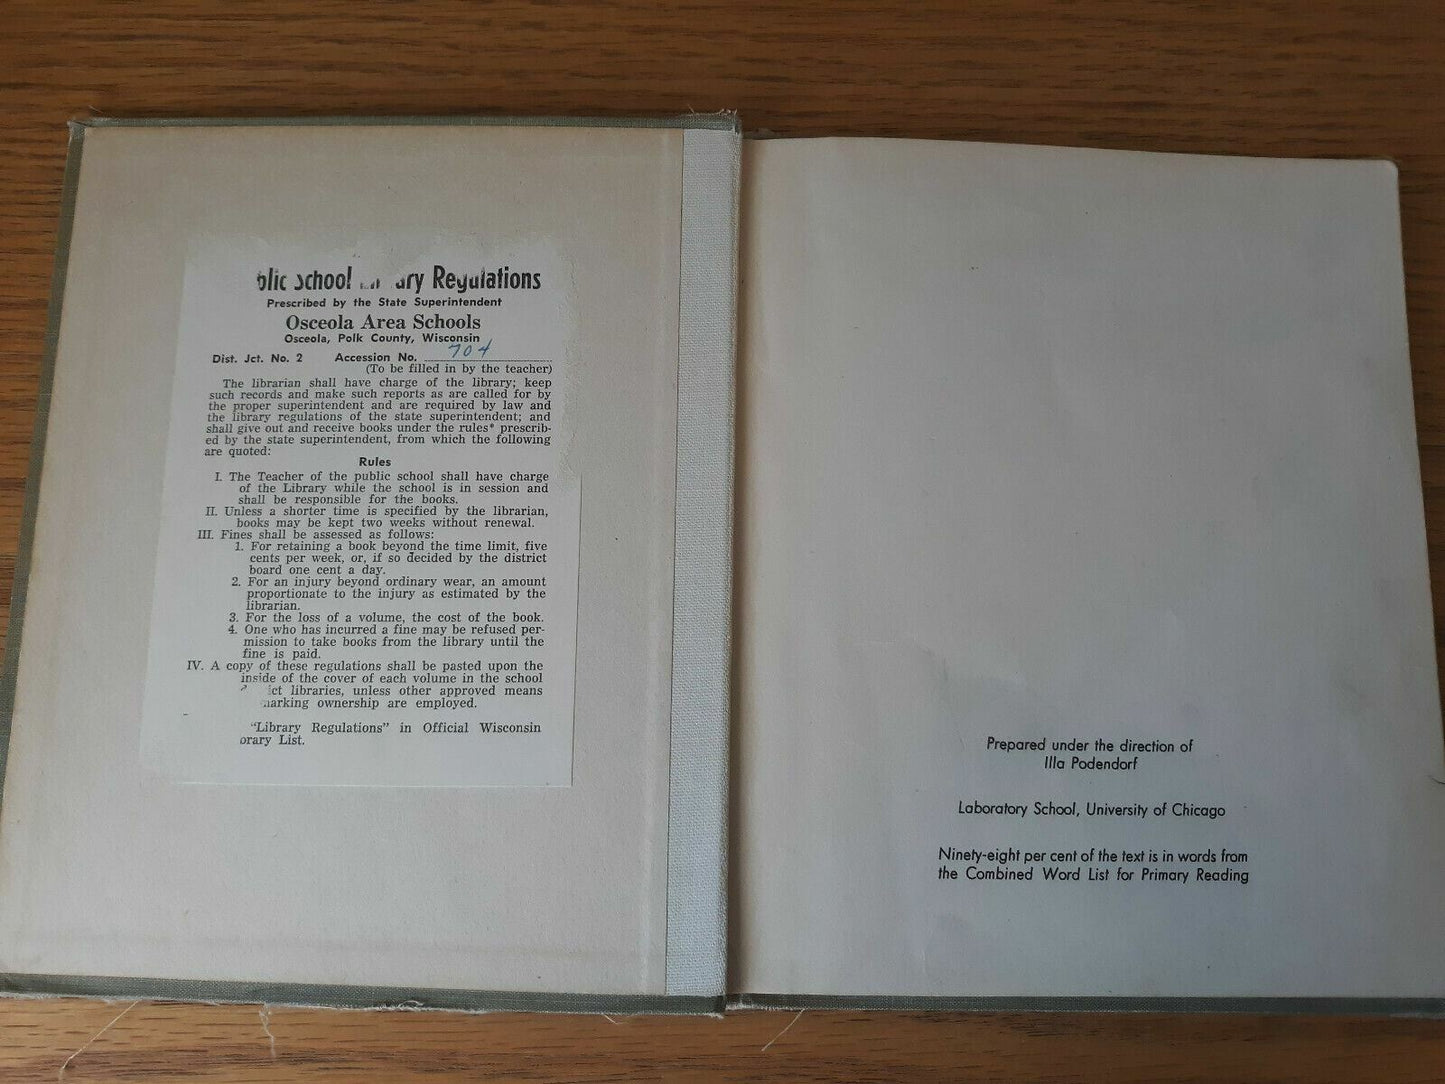 School Regulations
Prescribed by the State Superintendent
Osceola Area Schools
Osceola, Polk County, Wisconsin
Dist. Jct. No. 2 Accession No. 704
(To be filled in by the teacher)
The librarian shall have charge of the library; keep
such records and make such reports as are called for by
the proper superintendent and are required by law and
the library regulations of the state superintendent; and
shall give out and receive books under the rules* prescrib-
ed by the state superintendent, from which the following
are quoted:
Rules
I. The Teacher of the public school shall have charge
of the Library while the school is in session and
shall be responsible for the books.
II. Unless a shorter time is specified by the librarian,
books may be kept two weeks without renewal.
III. Fines shall be assessed as follows:
1. For retaining a book beyond the time limit, five
cents per week, or, if so decided by the district
board one cent a day.
2. For an injury beyond ordinary wear, an amount
proportionate to the injury as estimated by the
librarian.
3. For the loss of a volume, the cost of the book.
4. One who has incurred a fine may be refused per-
mission to take books from the library until the
fine is paid.
IV. A copy of these regulations shall be pasted upon the
inside of the cover of each volume in the school
libraries, unless other approved means
marking ownership are employed.
"Library Regulations" in Official Wisconsin
List.
Prepared under the direction of
Illa Podendorf
Laboratory School, University of Chicago
Ninety-eight per cent of the text is in words from
the Combined Word List for Primary Reading